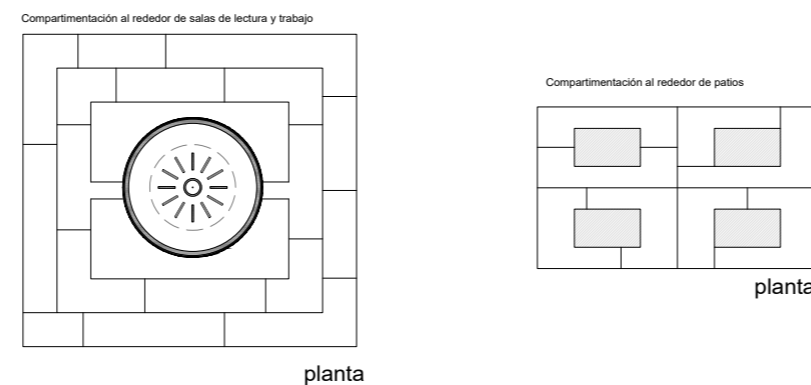 Compartimentación al rededor de salas de lectura y trabajo
Compartimentación al rededor de patios
planta
planta